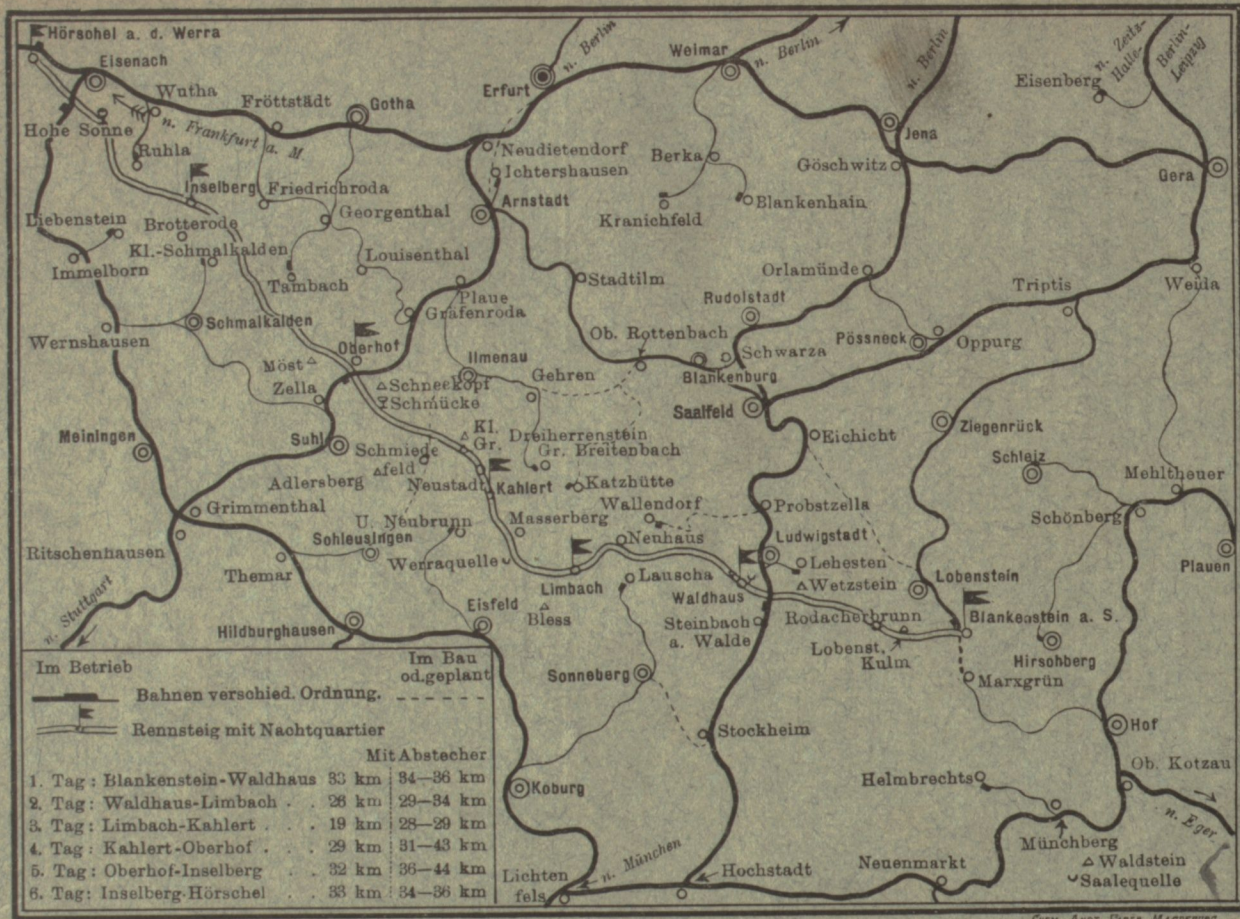 Hörschel a. d. Werra
Eisenach
Wutha
Fröttstädt
Gotha
Erfurt
n. Berlin
Weimar
n. Berlin
n. Berlin
Eisenberg
n. Zeitz-
Halle-
Berlin-
Leipzig
Hohe Sonne
n. Frankfurt a. M.
Ruhla
Neudietendorf
Ichtershausen
Berka
Jena
Göschwitz
Gera
Inselberg
Friedrichroda
Georgenthal
Arnstadt
Kranichfeld
Blankenhain
Liebenstein
Brotterode
Kl.-Schmalkalden
Louisenthal
Immelborn
Tambach
Plaue
Gräfenroda
Stadtilm
Orlamünde
Triptis
Weida
Rudolstadt
Wernshausen
Schmalkalden
Oberhof
Ob. Rottenbach
Schwarza
Pössneck
Oppurg
Möst
Zella
Schneekopf
Schmücke
Ilmenau
Gehren
Blankenburg
Saalfeld
Meiningen
Suhl
Schmiede
feld
Kl.
Gr.
Dreiherrenstein
Gr. Breitenbach
Eichicht
Ziegenrück
Schleiz
Mehltheuer
Adlersberg
Neustadt
Kahlert
Katzhütte
Grimmenthal
Ritschenhausen
U. Neubrunn
Schleusingen
Masserberg
Wallendorf
Probstzella
Schönberg
Plauen
Themar
Werraquelle
Neuhaus
Ludwigstadt
Lehesten
Wetzstein
Lobenstein
n. Stuttgart
Limbach
Lauscha
Waldhaus
Rodacherbrunn
Blankenstein a. S.
Hildburghausen
Eisfeld
Bless
Steinbach
a. Walde
Lobenst.
Kulm
Hirschberg
Marxgrün
Sonneberg
Stockheim
Hof
Koburg
Helmbrechts
Ob. Kotzau
n. Eger.
Münchberg
Waldstein
Saalequelle
Lichten
fels
n. München
Hochstadt
Neuenmarkt
Im Betrieb
Im Bau
od. geplant
Bahnen verschied. Ordnung.
Rennsteig mit Nachtquartier
Mit Abstecher
1. Tag: Blankenstein-Waldhaus 33 km 34—36 km
2. Tag: Waldhaus-Limbach . . 26 km 29—34 km
3. Tag: Limbach-Kahlert . . . 19 km 28—29 km
4. Tag: Kahlert-Oberhof . . . 29 km 31—43 km
5. Tag: Oberhof-Inselberg . . 32 km 36—44 km
6. Tag: Inselberg-Hörschel . . 33 km 34—36 km